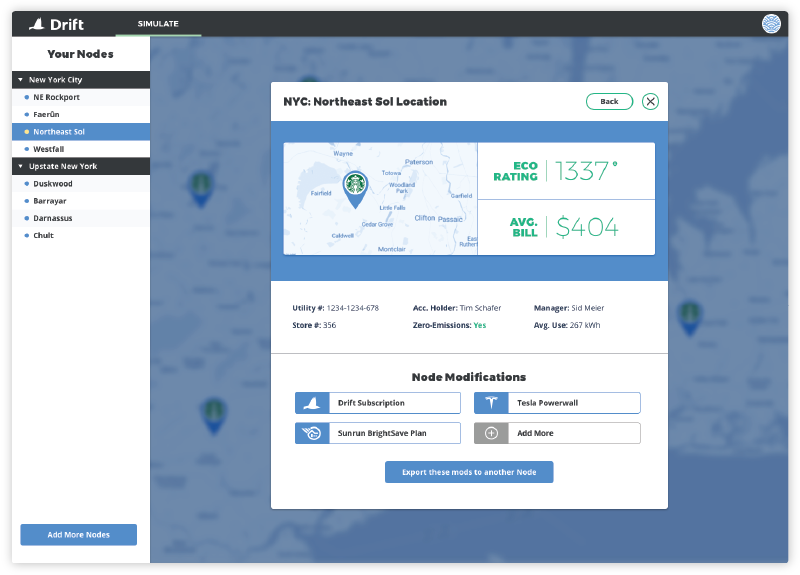 Drift
SIMULATE
Your Nodes
New York City
NE Rockport
Faerûn
Northeast Sol
Westfall
Upstate New York
Duskwood
Barrayar
Darnassus
Chult
Add More Nodes
NYC: Northeast Sol Location
Back
Wayne
Paterson
Totowa
Woodland
Park
Fairfield
Garfield
Little Falls
Clifton
Passaic
Cedar Grove
Caldwell
East
Ruther
Montclair
ECO
RATING
1337°
AVG.
BILL
$404
Utility #: 1234-1234-678
Acc. Holder: Tim Schafer
Manager: Sid Meier
Store #: 356
Zero-Emissions: Yes
Avg. Use: 267 kWh
Node Modifications
Drift Subscription
Tesla Powerwall
Sunrun BrightSave Plan
Add More
Export these mods to another Node